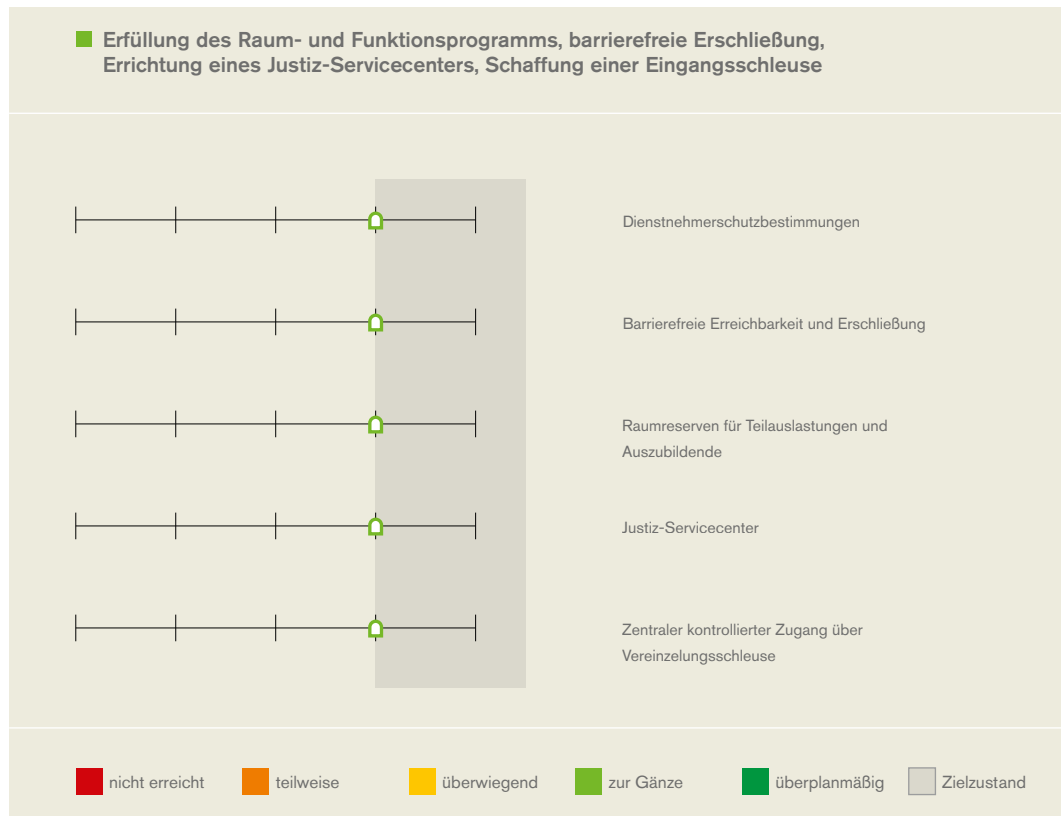 Erfüllung des Raum- und Funktionsprogramms, barrierefreie Erschließung,
Errichtung eines Justiz-Servicecenters, Schaffung einer Eingangsschleuse
Dienstnehmerschutzbestimmungen
Barrierefreie Erreichbarkeit und Erschließung
Raumreserven für Teilauslastungen und
Auszubildende
Justiz-Servicecenter
Zentraler kontrollierter Zugang über
Vereinzelungsschleuse
nicht erreicht teilweise überwiegend zur Gänze überplanmäßig Zielzustand